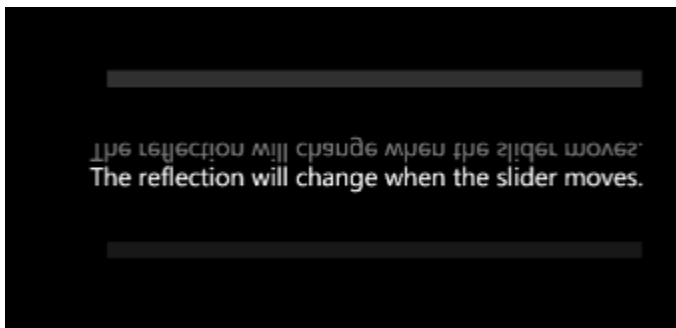 The reflection will change when the slider moves.
The reflection will change when the slider moves.